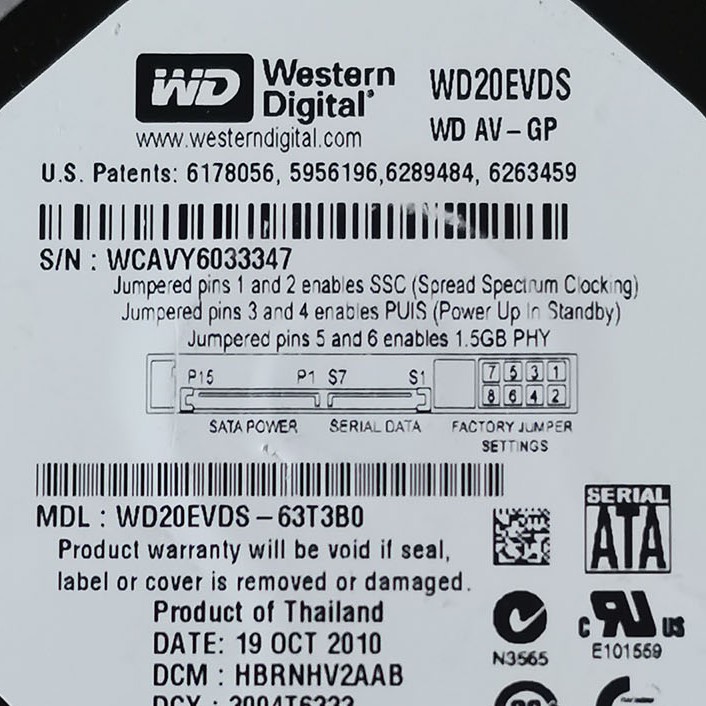 WD Western Digital® WD20EVDS
www.westerndigital.com WD AV-GP
U.S. Patents: 6178056, 5956196,6289484, 6263459
S/N : WCAVY6033347
Jumpered pins 1 and 2 enables SSC (Spread Spectrum Clocking)
Jumpered pins 3 and 4 enables PUIS (Power Up In Standby)
Jumpered pins 5 and 6 enables 1.5GB PHY
P15 P1 S7 S1 7 5 3 1
8 6 4 2
SATA POWER SERIAL DATA FACTORY JUMPER
SETTINGS
MDL : WD20EVDS-63T3B0
Product warranty will be void if seal,
label or cover is removed or damaged.
SERIAL
ATA
Product of Thailand
DATE: 19 OCT 2010
DCM : HBRNHV2AAB
N3565
c RU US
E101559